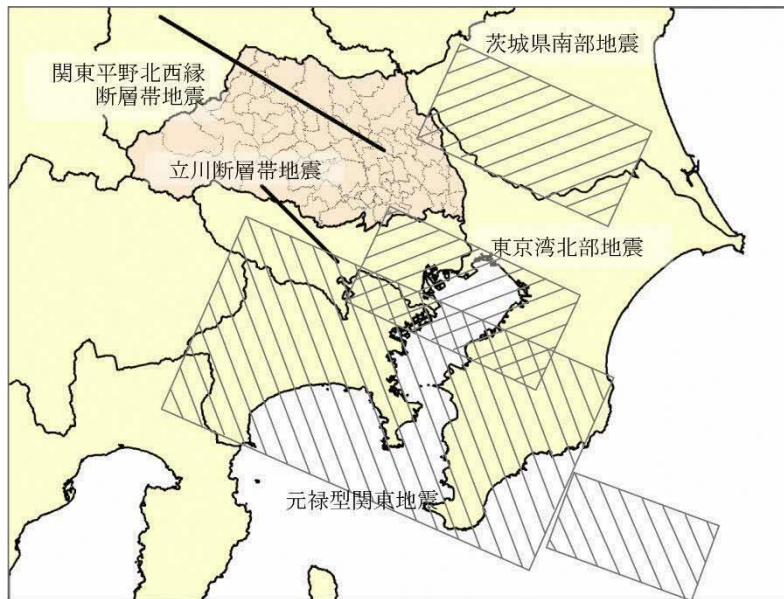 茨城県南部地震
関東平野北西縁
断層帯地震
立川断層帯地震
東京湾北部地震
元禄型関東地震